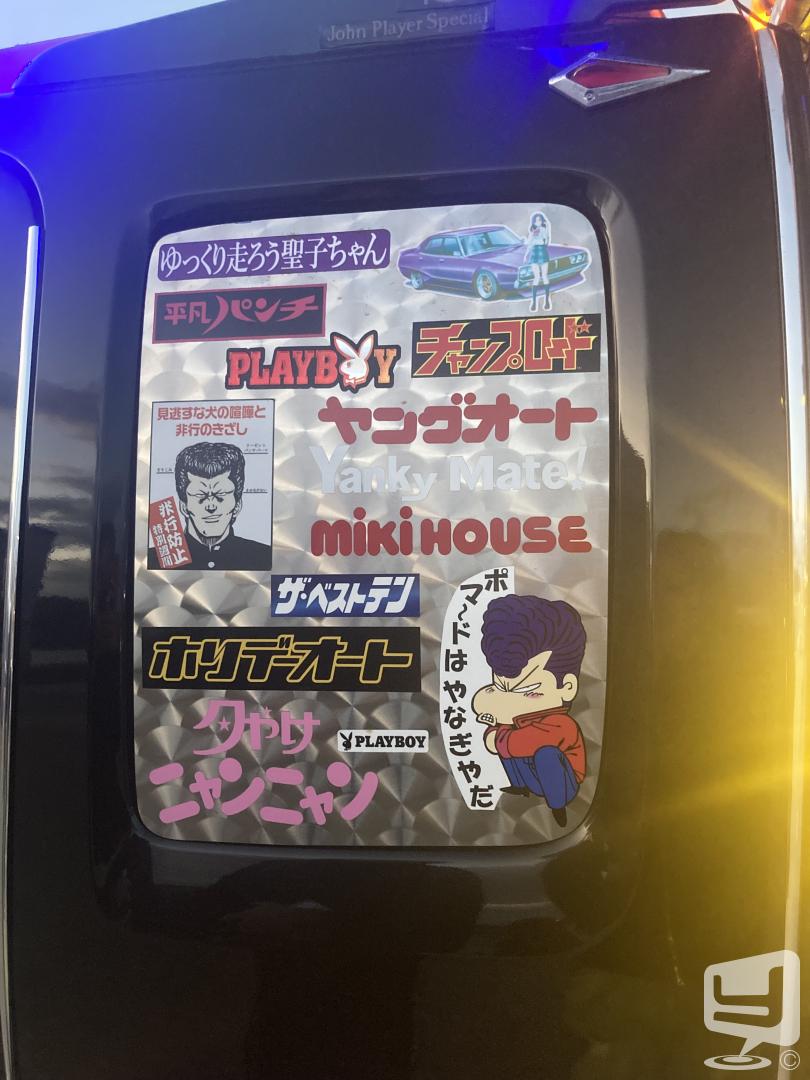 John Player Special
ゆっくり走ろう聖子ちゃん
平凡パンチ
PLAYBOY
チャンプロード
見逃すな犬の喧嘩と
非行のきざし
非行防止
特別週間
ヤングオート
Yanky Mate!
miKiHOUSE
ザ・ベストテン
ホリデーオート
ポマ〜ドはやなぎやだ
夕やけ
ニャンニャン
PLAYBOY